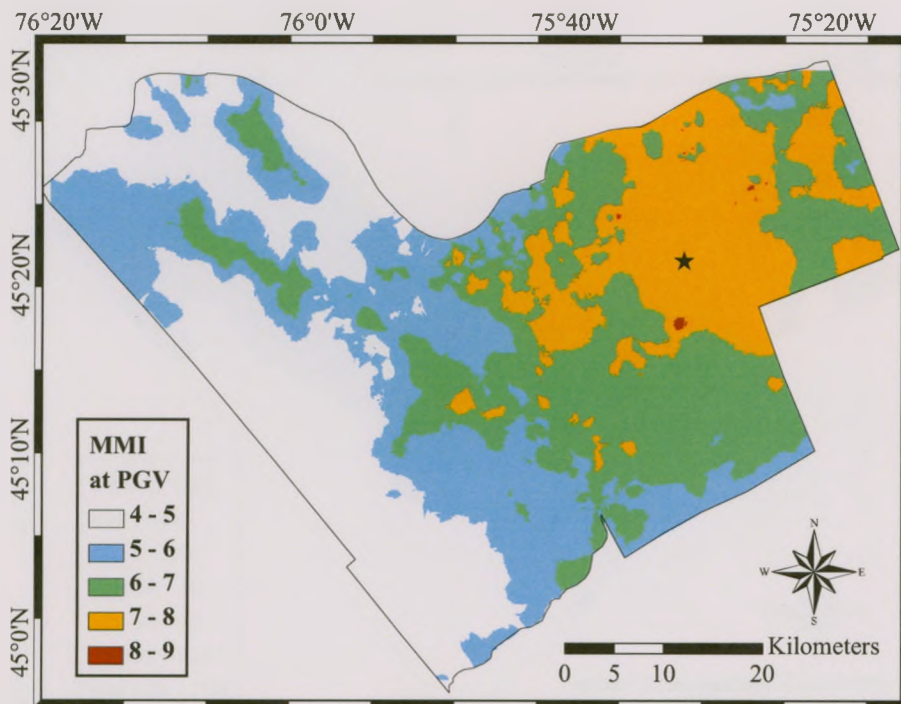 76°20'W 76°0'W 75°40'W 75°20'W
45°30'N
45°20'N
45°10'N
45°0'N
MMI
at PGV
4 - 5
5 - 6
6 - 7
7 - 8
8 - 9
N
W E
S
Kilometers
0 5 10 20